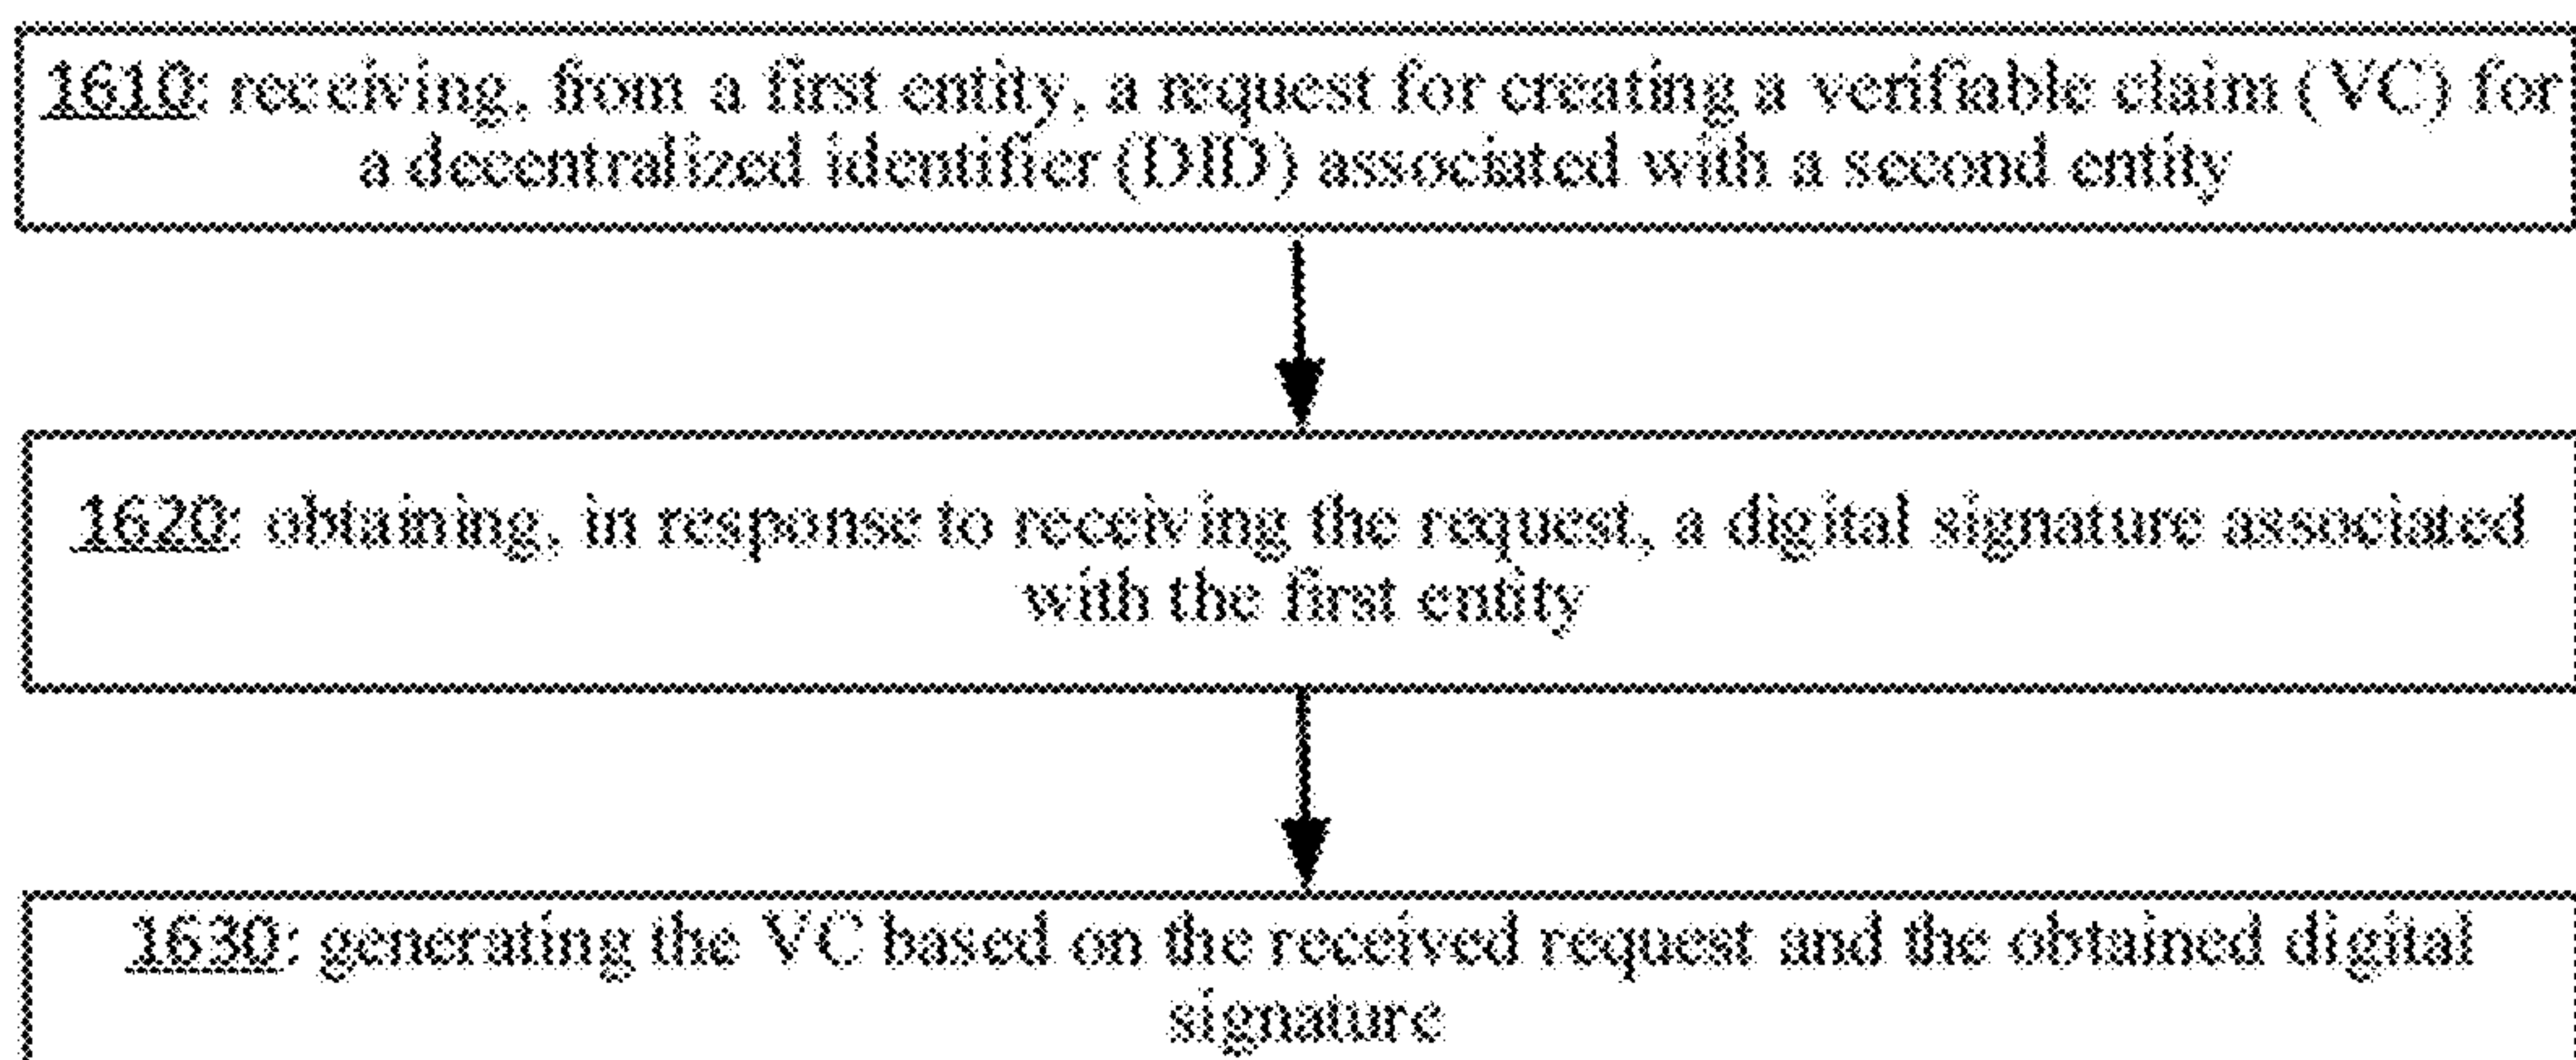 1610: receiving, from a first entity, a request for creating a verifiable claim (VC) for
a decentralized identifier (DID) associated with a second entity
1620: obtaining, in response to receiving the request, a digital signature associated
with the first entity
1630: generating the VC based on the received request and the obtained digital
signature